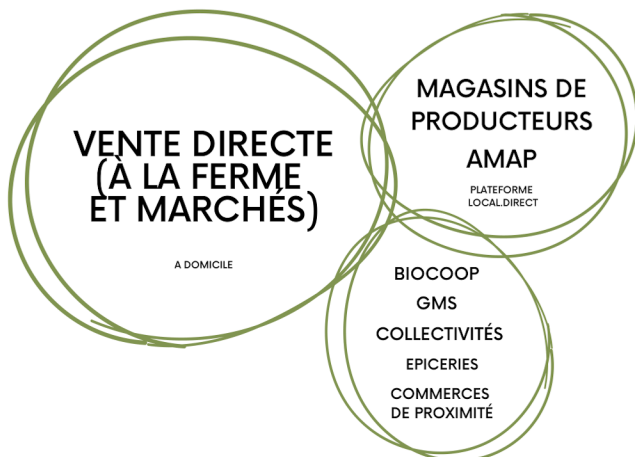 VENTE DIRECTE
(À LA FERME
ET MARCHÉS)
A DOMICILE
MAGASINS DE
PRODUCTEURS
AMAP
PLATEFORME
LOCAL.DIRECT
BIOCOOP
GMS
COLLECTIVITÉS
EPICERIES
COMMERCES
DE PROXIMITÉ